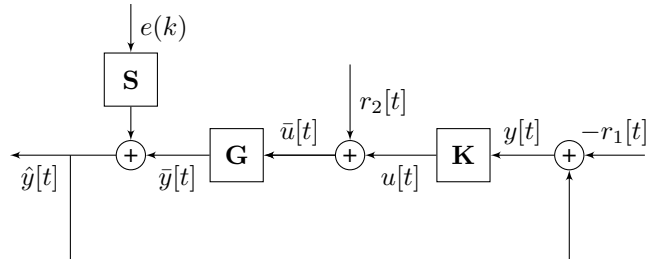 e(k)
S
r₂[t]
ū[t]
y[t]
−r₁[t]
+
G
+
K
+
ŷ[t]
ȳ[t]
u[t]